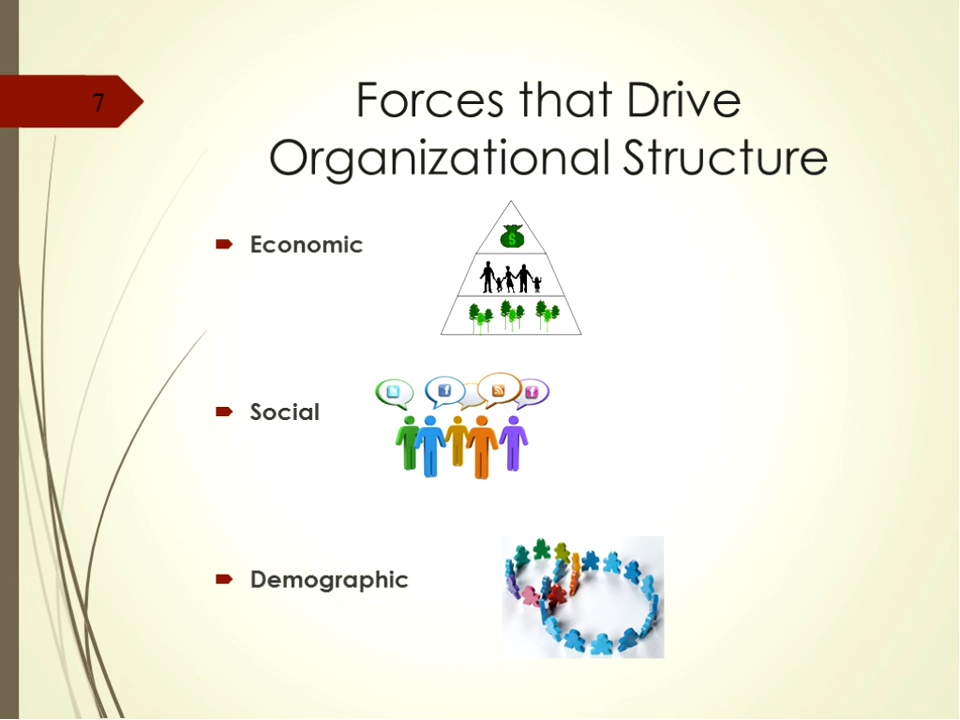 7
Forces that Drive
Organizational Structure
Economic
$
Social
Demographic